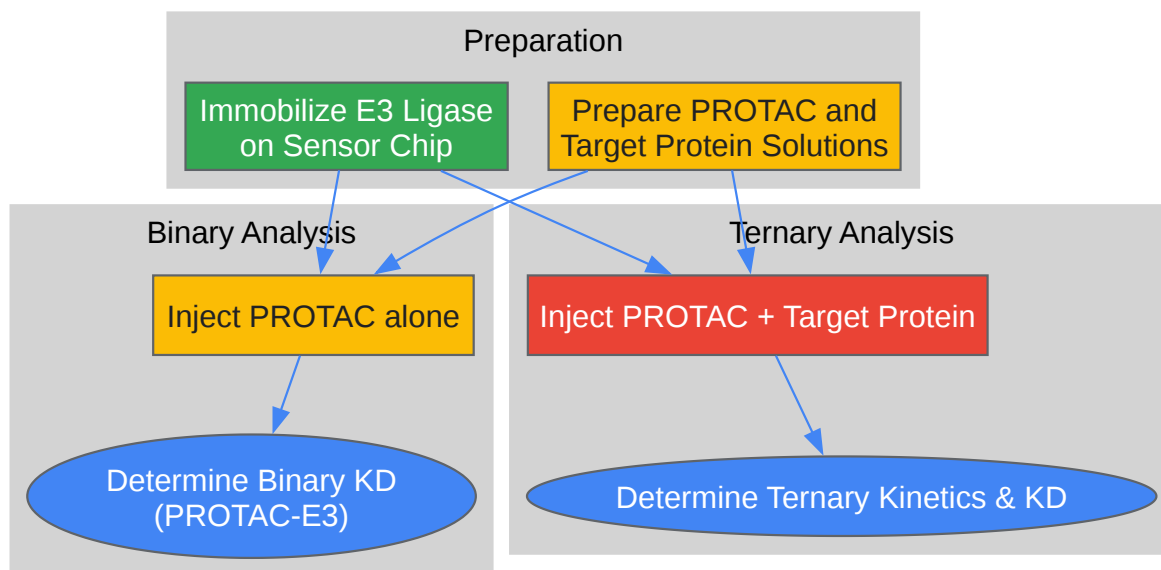 Preparation
Immobilize E3 Ligase
on Sensor Chip
Prepare PROTAC and
Target Protein Solutions
Binary Analysis
Inject PROTAC alone
Determine Binary KD
(PROTAC-E3)
Ternary Analysis
Inject PROTAC + Target Protein
Determine Ternary Kinetics & KD